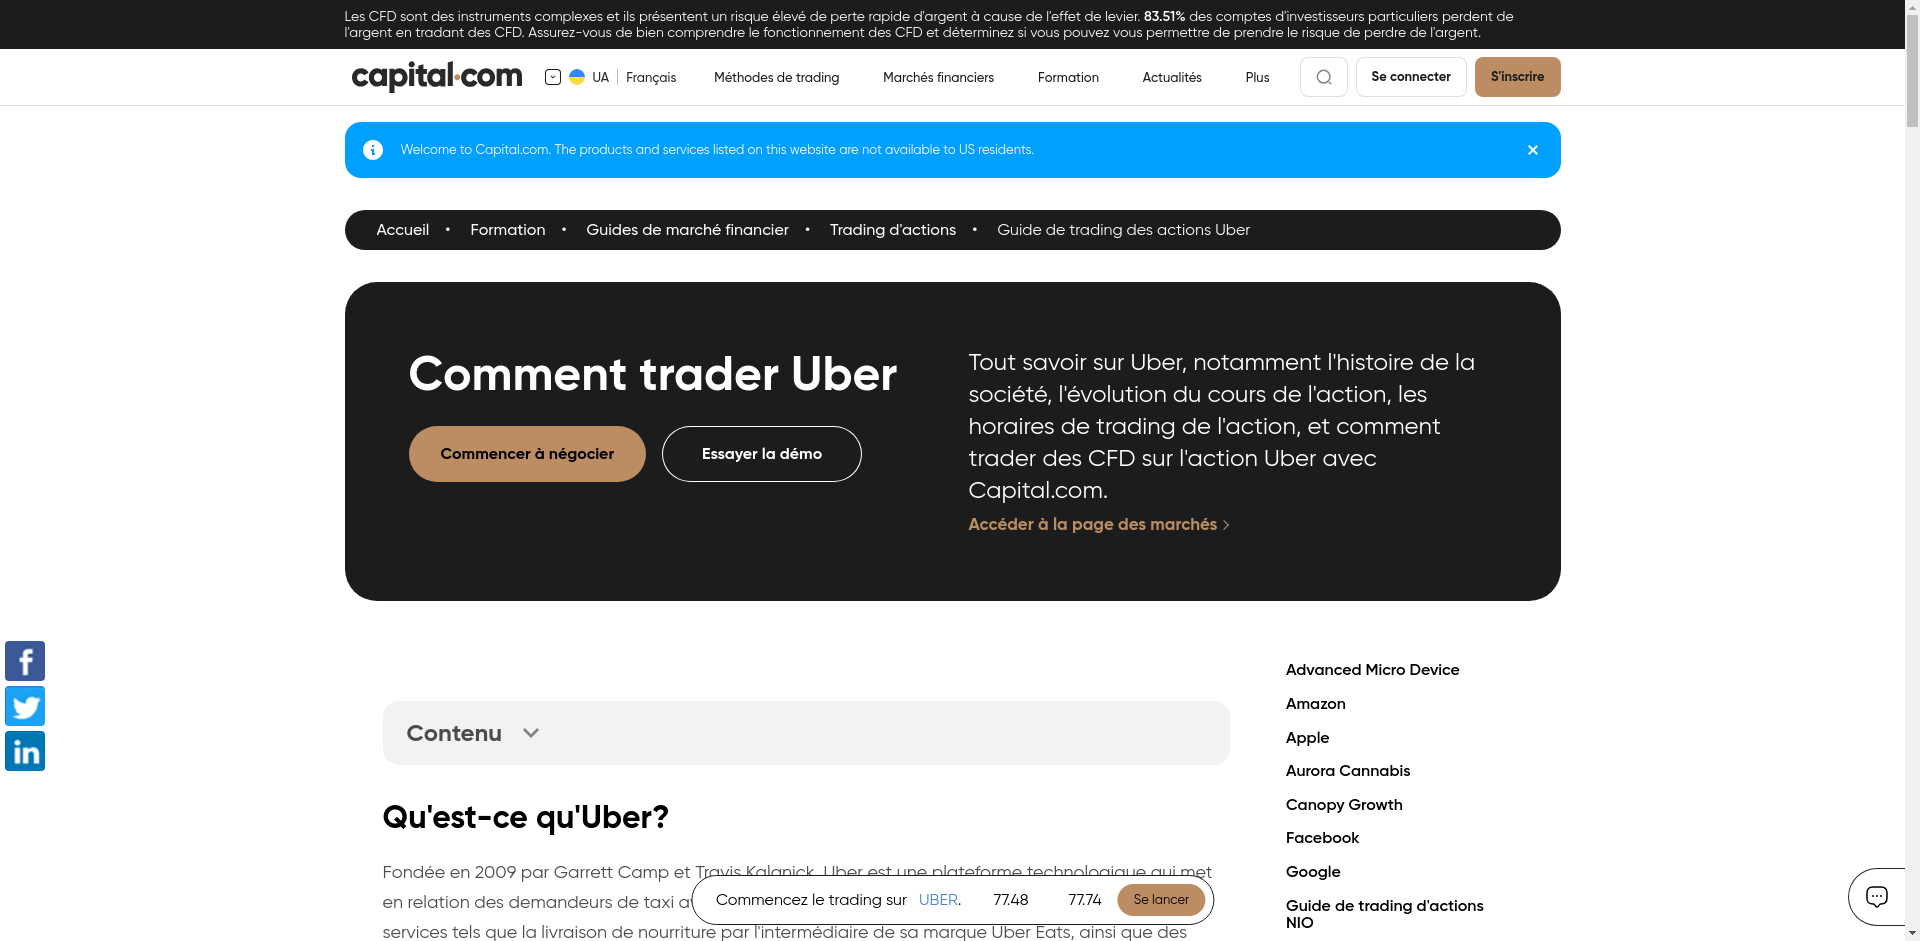 Les CFD sont des instruments complexes et ils présentent un risque élevé de perte rapide d'argent à cause de l'effet de levier. 83.51% des comptes d'investisseurs particuliers perdent de
l'argent en tradant des CFD. Assurez-vous de bien comprendre le fonctionnement des CFD et déterminez si vous pouvez vous permettre de prendre le risque de perdre de l'argent.
capital.com
UA Français
Méthodes de trading
Marchés financiers
Formation
Actualités
Plus
Se connecter
S'inscrire
Welcome to Capital.com. The products and services listed on this website are not available to US residents.
Accueil • Formation • Guides de marché financier • Trading d'actions • Guide de trading des actions Uber
Comment trader Uber
Commencer à négocier
Essayer la démo
Tout savoir sur Uber, notamment l'histoire de la
société, l'évolution du cours de l'action, les
horaires de trading de l'action, et comment
trader des CFD sur l'action Uber avec
Capital.com.
Accéder à la page des marchés
Contenu
Qu'est-ce qu'Uber?
Fondée en 2009 par Garrett Camp et Travis Kalanick, Uber est une plateforme technologique qui met
en relation des demandeurs de taxi
services tels que la livraison de nourriture par l'intermédiaire de sa marque Uber Eats, ainsi que des
Commencez le trading sur UBER. 77.48 77.74 Se lancer
Advanced Micro Device
Amazon
Apple
Aurora Cannabis
Canopy Growth
Facebook
Google
Guide de trading d'actions
NIO